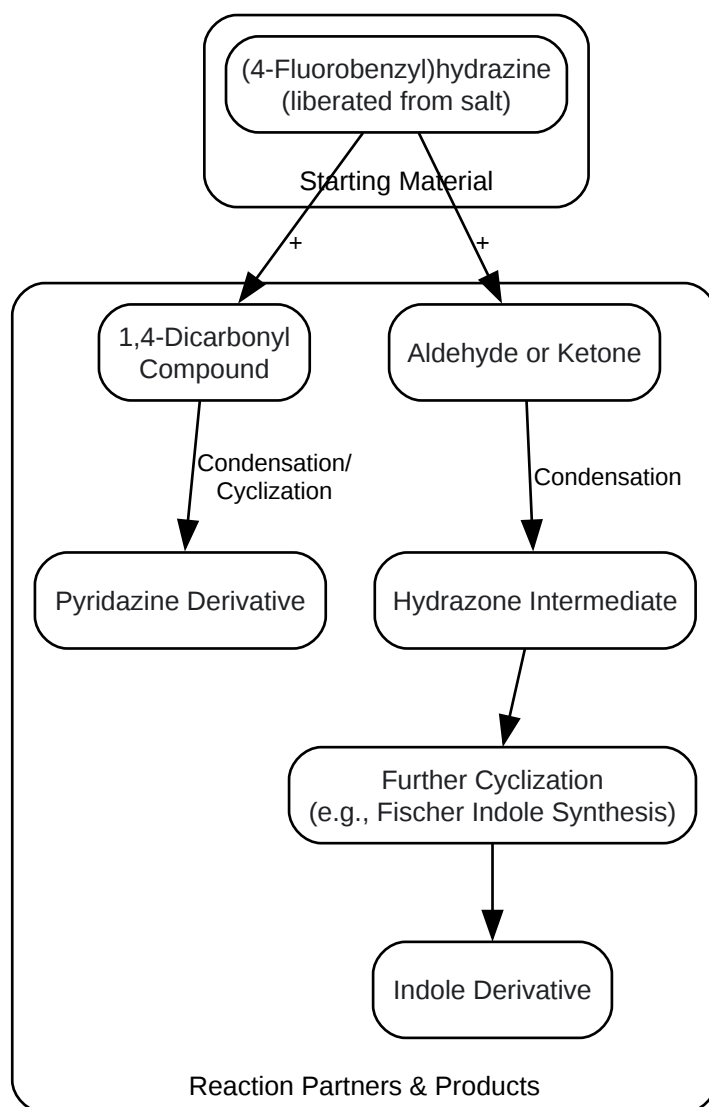 (4-Fluorobenzyl)hydrazine
(liberated from salt)
Starting Material
+
+
1,4-Dicarbonyl
Compound
Aldehyde or Ketone
Condensation/
Cyclization
Condensation
Pyridazine Derivative
Hydrazone Intermediate
Further Cyclization
(e.g., Fischer Indole Synthesis)
Indole Derivative
Reaction Partners & Products